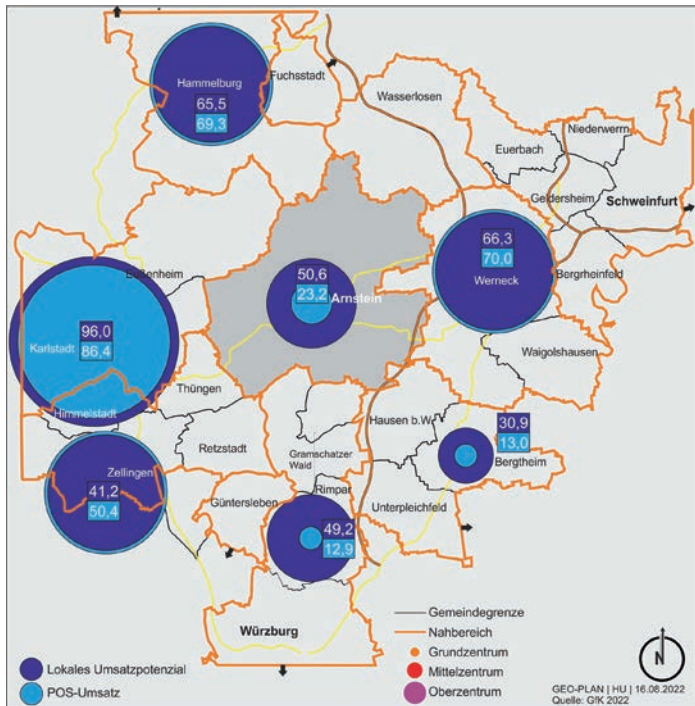 Hammelburg
65,5
69,3
Fuchsstadt
Wasserlosen
Niederwerrn
Euerbach
Geldersheim
Schweinfurt
66,3
70,0
Werneck
Bergrheinfeld
Eußenheim
50,6
23,2
Arnstein
96,0
86,4
Karlstadt
Waigolshausen
Thüngen
Himmelstadt
Hausen b.W.
30,9
13,0
Bergtheim
Retzstadt
Gramschatzer
Wald
Zellingen
41,2
50,4
Güntersleben
Rimpar
Unterpleichfeld
49,2
12,9
Würzburg
Gemeindegrenze
Nahbereich
Grundzentrum
Mittelzentrum
Oberzentrum
Lokales Umsatzpotenzial
POS-Umsatz
N
GEO-PLAN | HU | 16.08.2022
Quelle: GfK 2022